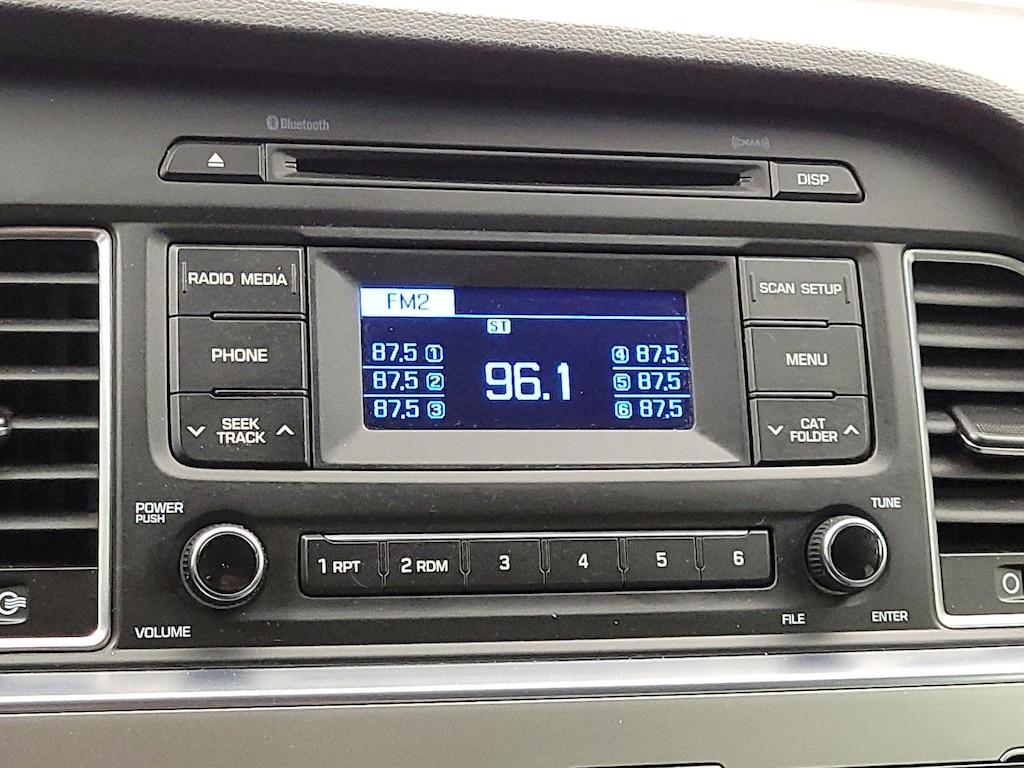 Bluetooth
((XM))
DISP
RADIO MEDIA
SCAN SETUP
FM2
ST
PHONE
MENU
87.5 1
87.5 2
87.5 3
96.1
4 87.5
5 87.5
6 87.5
SEEK
TRACK
CAT
FOLDER
POWER
PUSH
TUNE
1 RPT
2 RDM
3
4
5
6
VOLUME
FILE
ENTER
O